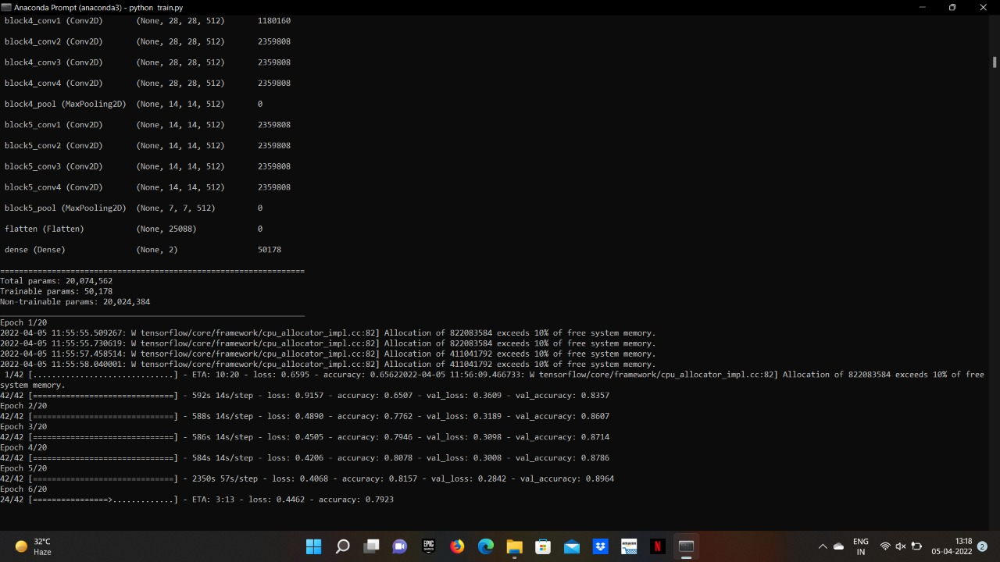 Anaconda Prompt (anaconda3) - python train.py
block4_conv1 (Conv2D) (None, 28, 28, 512) 1180160
block4_conv2 (Conv2D) (None, 28, 28, 512) 2359808
block4_conv3 (Conv2D) (None, 28, 28, 512) 2359808
block4_conv4 (Conv2D) (None, 28, 28, 512) 2359808
block4_pool (MaxPooling2D) (None, 14, 14, 512) 0
block5_conv1 (Conv2D) (None, 14, 14, 512) 2359808
block5_conv2 (Conv2D) (None, 14, 14, 512) 2359808
block5_conv3 (Conv2D) (None, 14, 14, 512) 2359808
block5_conv4 (Conv2D) (None, 14, 14, 512) 2359808
block5_pool (MaxPooling2D) (None, 7, 7, 512) 0
flatten (Flatten) (None, 25088) 0
dense (Dense) (None, 2) 50178
=================================================================
Total params: 20,074,562
Trainable params: 50,178
Non-trainable params: 20,024,384
_________________________________________________________________
Epoch 1/20
2022-04-05 11:55:55.509267: W tensorflow/core/framework/cpu_allocator_impl.cc:82] Allocation of 822083584 exceeds 10% of free system memory.
2022-04-05 11:55:55.730619: W tensorflow/core/framework/cpu_allocator_impl.cc:82] Allocation of 822083584 exceeds 10% of free system memory.
2022-04-05 11:55:57.458514: W tensorflow/core/framework/cpu_allocator_impl.cc:82] Allocation of 411041792 exceeds 10% of free system memory.
2022-04-05 11:55:58.040001: W tensorflow/core/framework/cpu_allocator_impl.cc:82] Allocation of 411041792 exceeds 10% of free system memory.
1/42 [..............................] - ETA: 10:20 - loss: 0.6595 - accuracy: 0.65622022-04-05 11:56:09.466733: W tensorflow/core/framework/cpu_allocator_impl.cc:82] Allocation of 822083584 exceeds 10% of free
system memory.
42/42 [==============================] - 592s 14s/step - loss: 0.9157 - accuracy: 0.6507 - val_loss: 0.3609 - val_accuracy: 0.8357
Epoch 2/20
42/42 [==============================] - 588s 14s/step - loss: 0.4890 - accuracy: 0.7762 - val_loss: 0.3189 - val_accuracy: 0.8607
Epoch 3/20
42/42 [==============================] - 586s 14s/step - loss: 0.4505 - accuracy: 0.7946 - val_loss: 0.3098 - val_accuracy: 0.8714
Epoch 4/20
42/42 [==============================] - 584s 14s/step - loss: 0.4206 - accuracy: 0.8078 - val_loss: 0.3008 - val_accuracy: 0.8786
Epoch 5/20
42/42 [==============================] - 2350s 57s/step - loss: 0.4068 - accuracy: 0.8157 - val_loss: 0.2842 - val_accuracy: 0.8964
Epoch 6/20
24/42 [================>.............] - ETA: 3:13 - loss: 0.4462 - accuracy: 0.7923
32°C
Haze
EPIC
GAMES
amazon
N
ENG
IN
13:18
05-04-2022
2